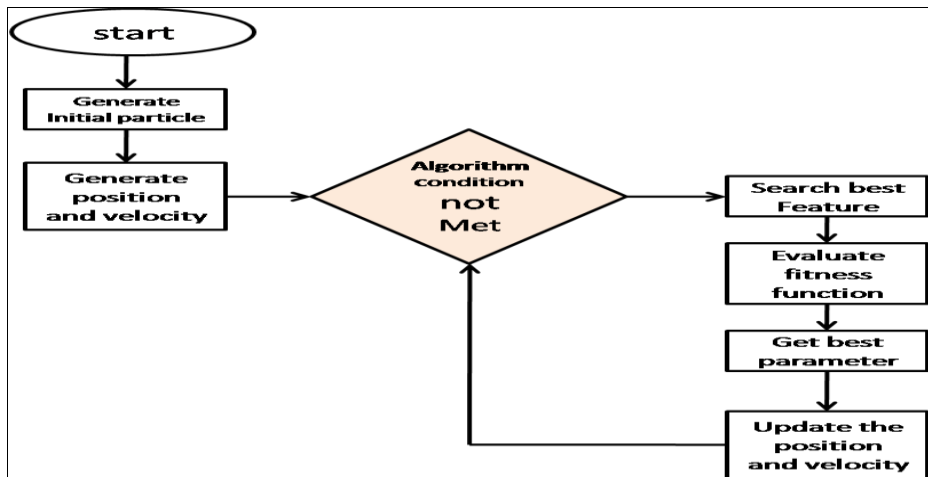 start
Generate
Initial particle
Generate
position
and velocity
Algorithm
condition
not
Met
Search best
Feature
Evaluate
fitness
function
Get best
parameter
Update the
position
and velocity